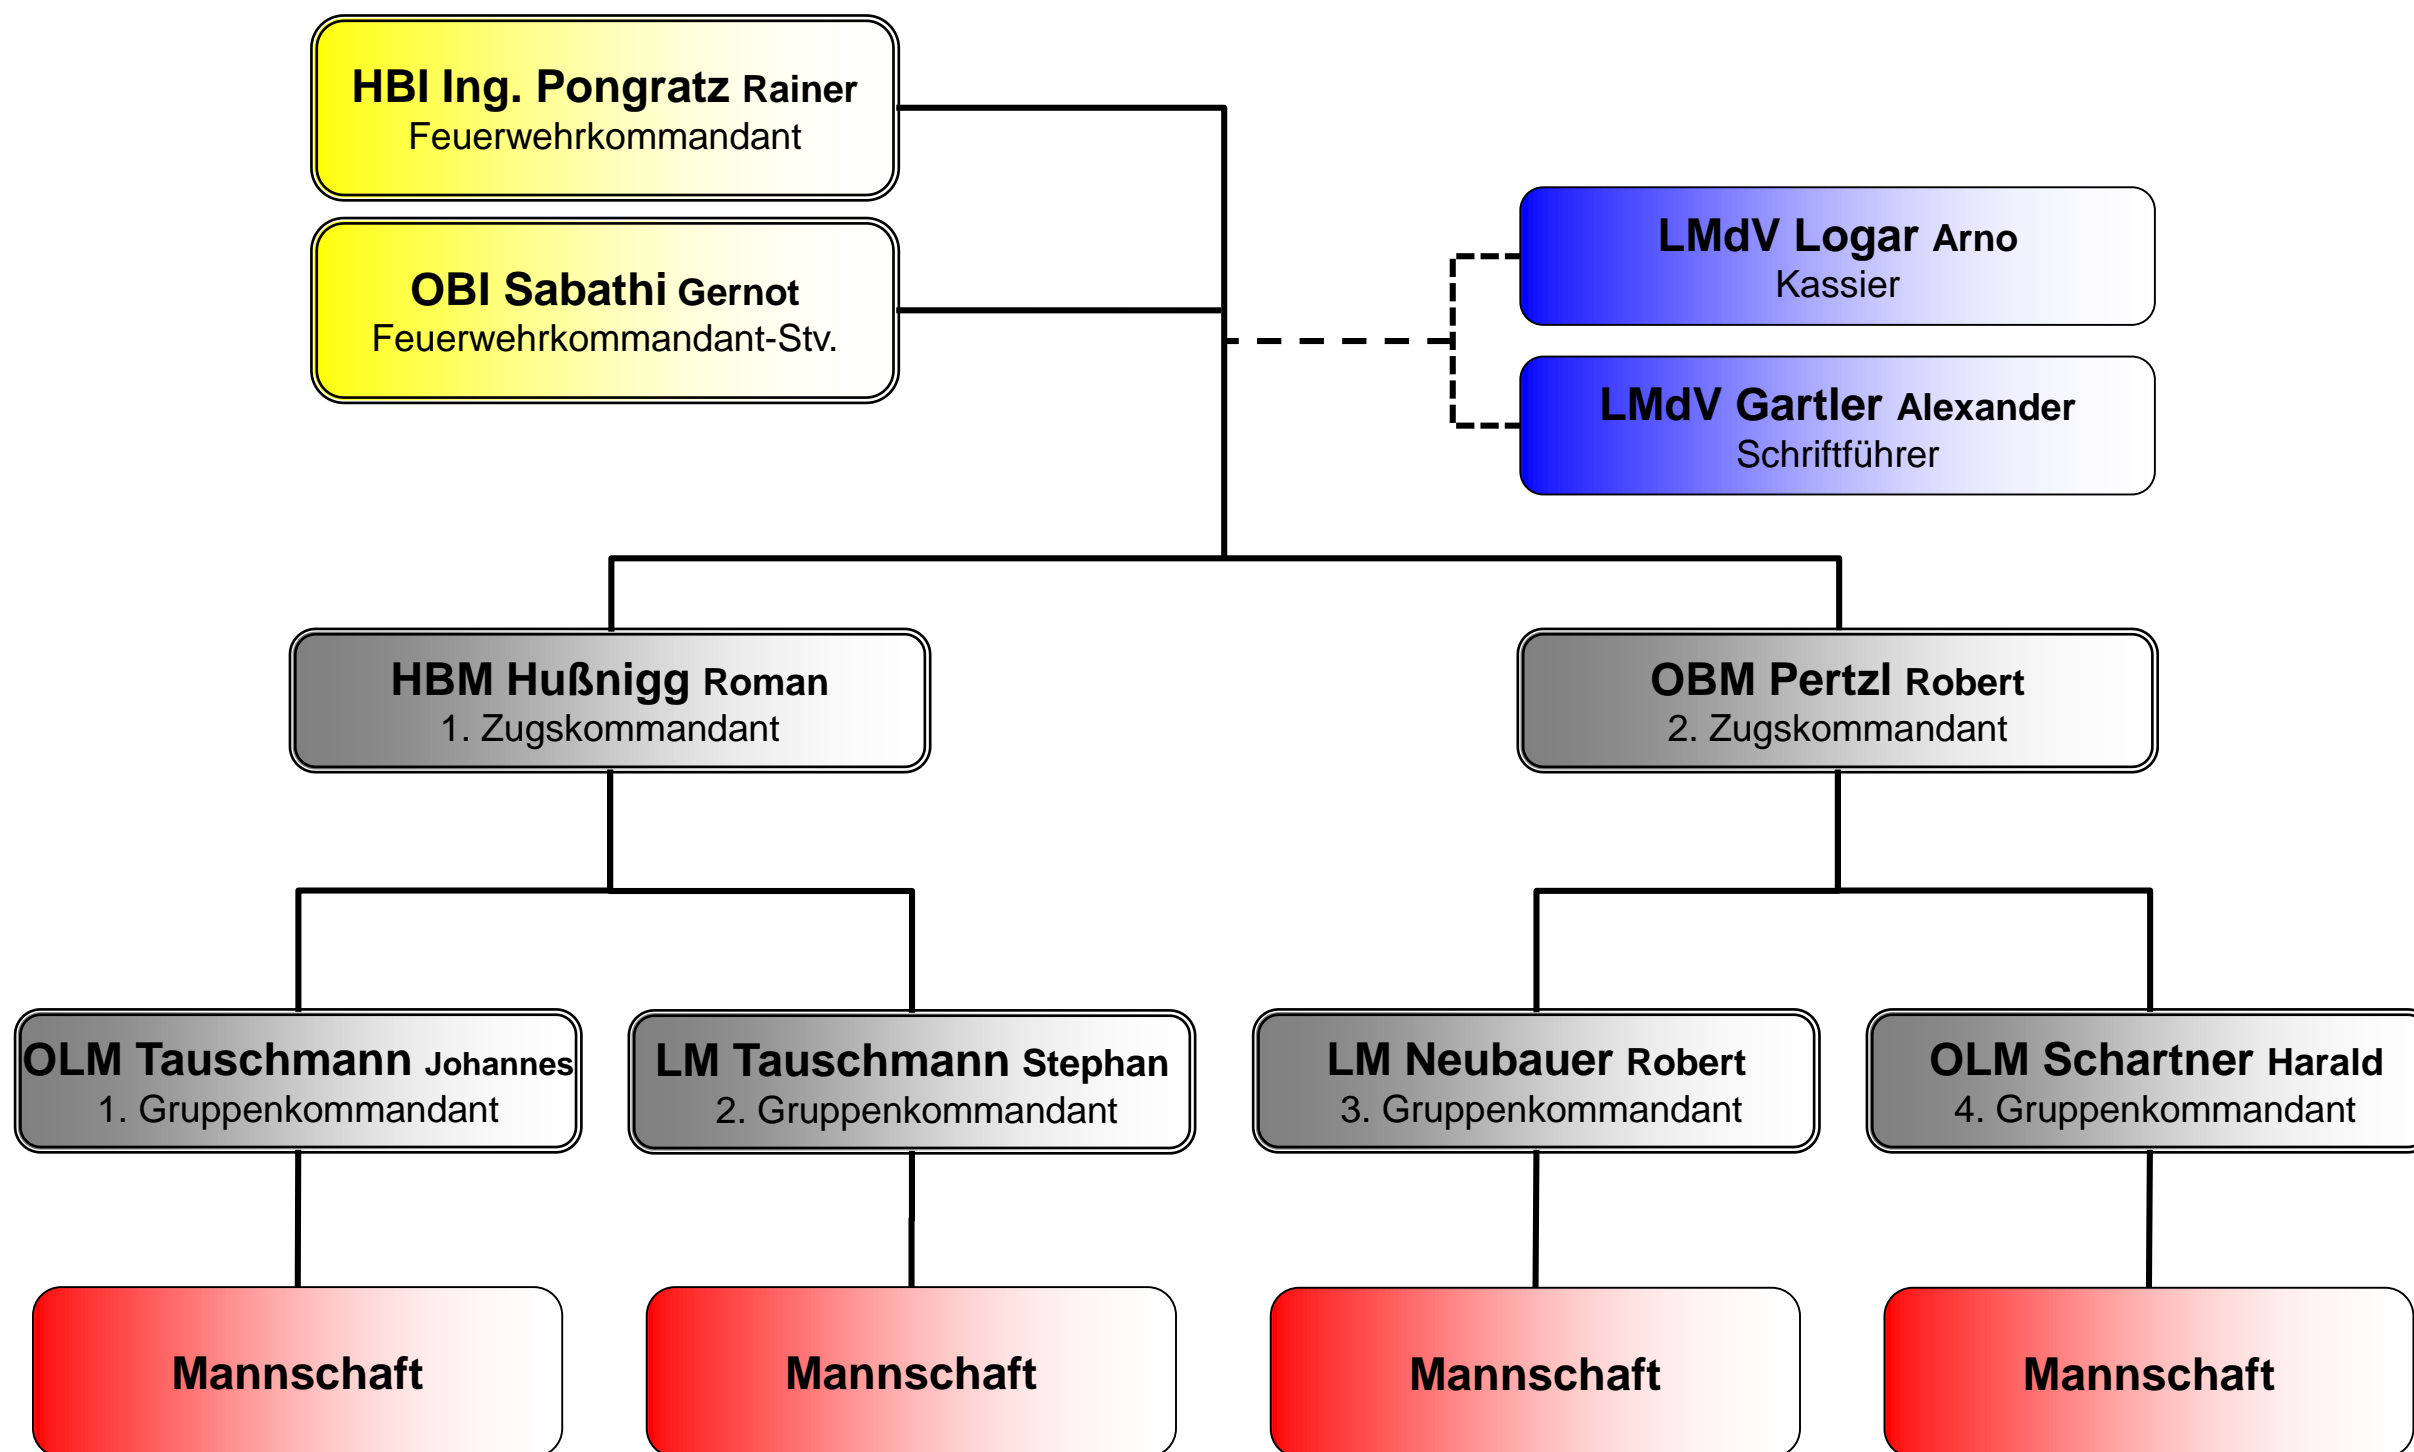 HBI Ing. Pongratz Rainer
Feuerwehrkommandant
OBI Sabathi Gernot
Feuerwehrkommandant-Stv.
LMdV Logar Arno
Kassier
LMdV Gartler Alexander
Schriftführer
HBM Hußnigg Roman
1. Zugskommandant
OBM Pertzl Robert
2. Zugskommandant
OLM Tauschmann Johannes
1. Gruppenkommandant
LM Tauschmann Stephan
2. Gruppenkommandant
LM Neubauer Robert
3. Gruppenkommandant
OLM Schartner Harald
4. Gruppenkommandant
Mannschaft
Mannschaft
Mannschaft
Mannschaft